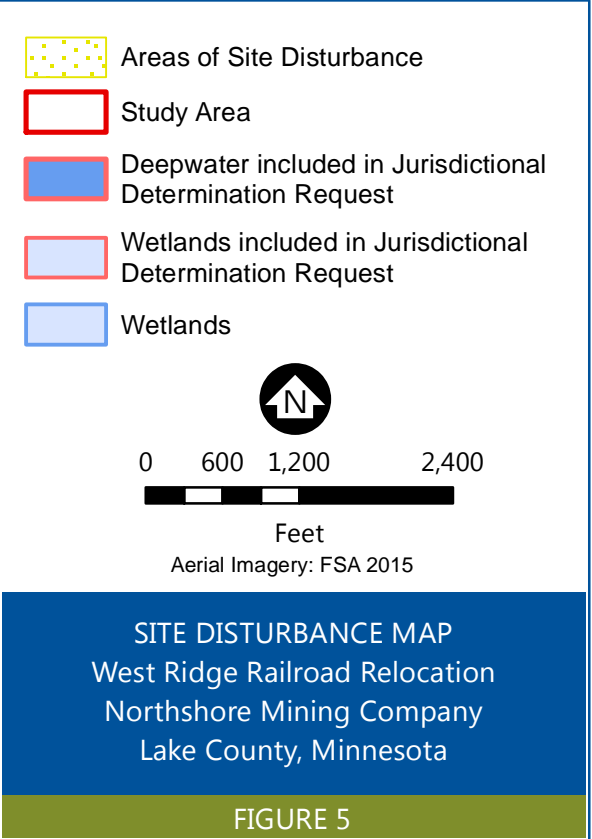 Areas of Site Disturbance
Study Area
Deepwater included in Jurisdictional
Determination Request
Wetlands included in Jurisdictional
Determination Request
Wetlands
N
0 600 1,200 2,400
Feet
Aerial Imagery: FSA 2015
SITE DISTURBANCE MAP
West Ridge Railroad Relocation
Northshore Mining Company
Lake County, Minnesota
FIGURE 5